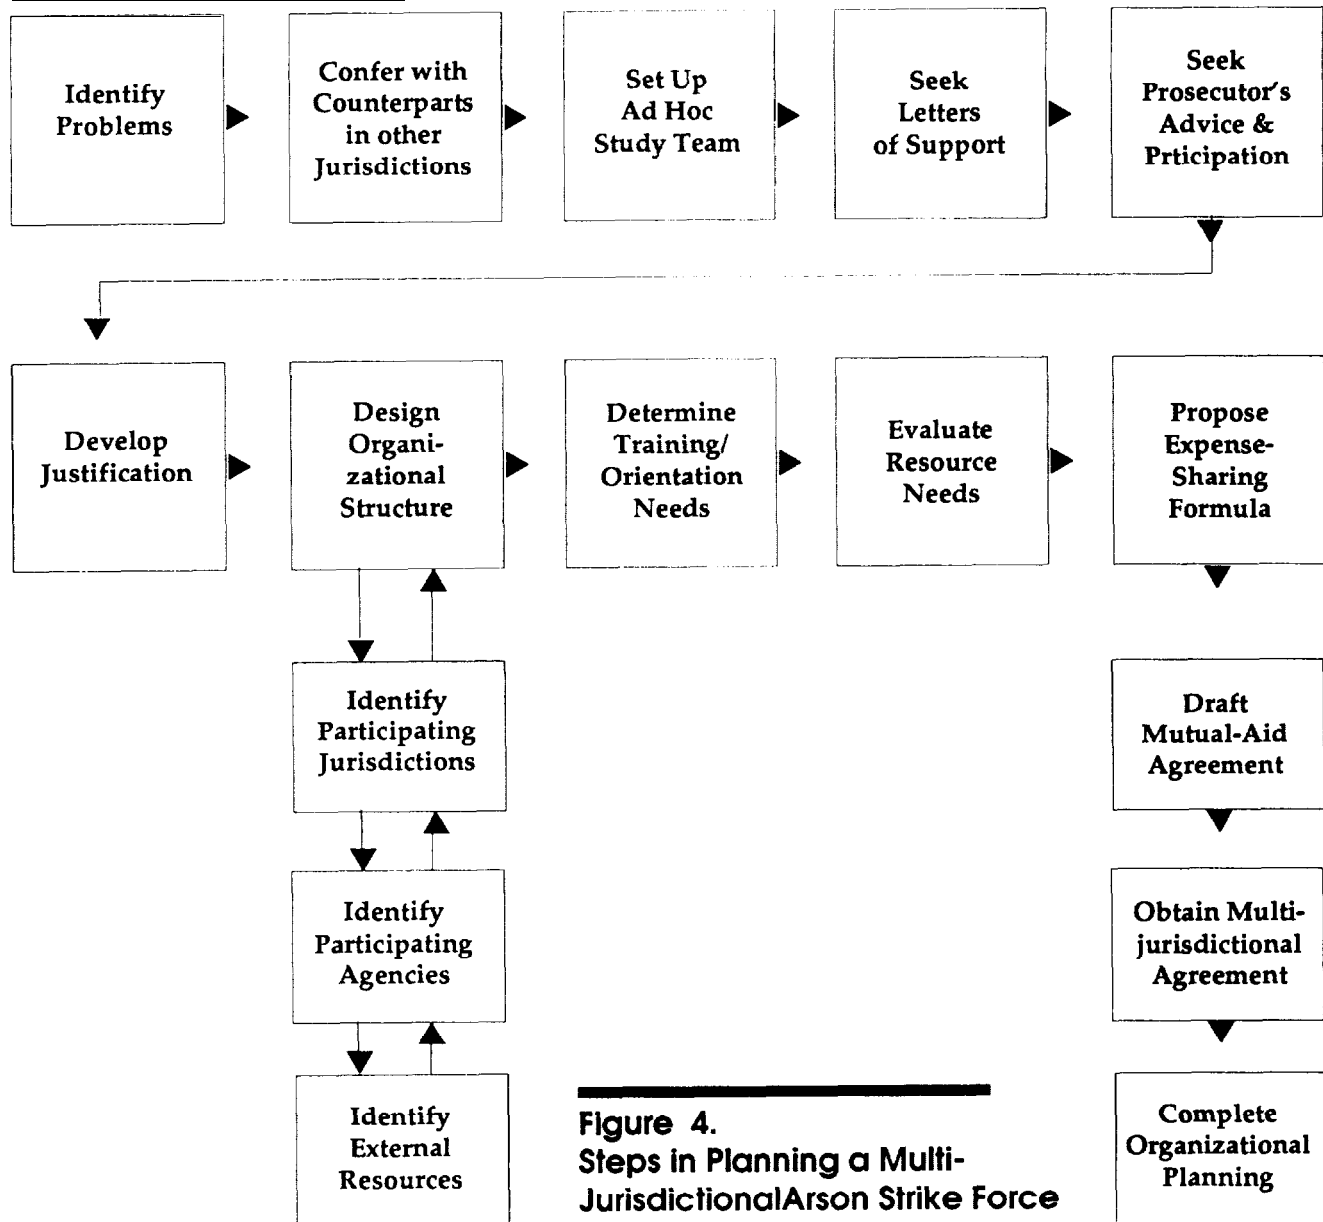 Identify
Problems
Confer with
Counterparts
in other
Jurisdictions
Set Up
Ad Hoc
Study Team
Seek
Letters
of Support
Seek
Prosecutor's
Advice &
Prticipation
Develop
Justification
Design
Organi-
zational
Structure
Determine
Training/
Orientation
Needs
Evaluate
Resource
Needs
Propose
Expense-
Sharing
Formula
Identify
Participating
Jurisdictions
Draft
Mutual-Aid
Agreement
Identify
Participating
Agencies
Obtain Multi-
jurisdictional
Agreement
Identify
External
Resources
Figure 4.
Steps in Planning a Multi-
JurisdictionalArson Strike Force
Complete
Organizational
Planning